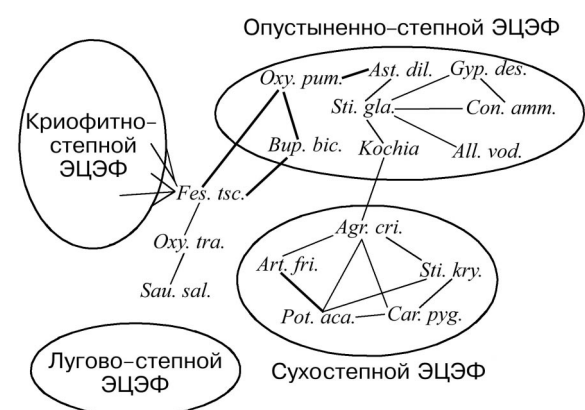 Опустыненно–степной ЭЦЭФ
Oxy. pum.
Ast. dil.
Gyp. des.
Sti. gla.
Con. amm.
Криофитно–
степной
ЭЦЭФ
Bup. bic.
Kochia
All. vod.
Fes. tsc.
Oxy. tra.
Agr. cri.
Art. fri.
Sti. kry.
Sau. sal.
Pot. aca.
Car. pyg.
Лугово–степной
ЭЦЭФ
Сухостепной ЭЦЭФ